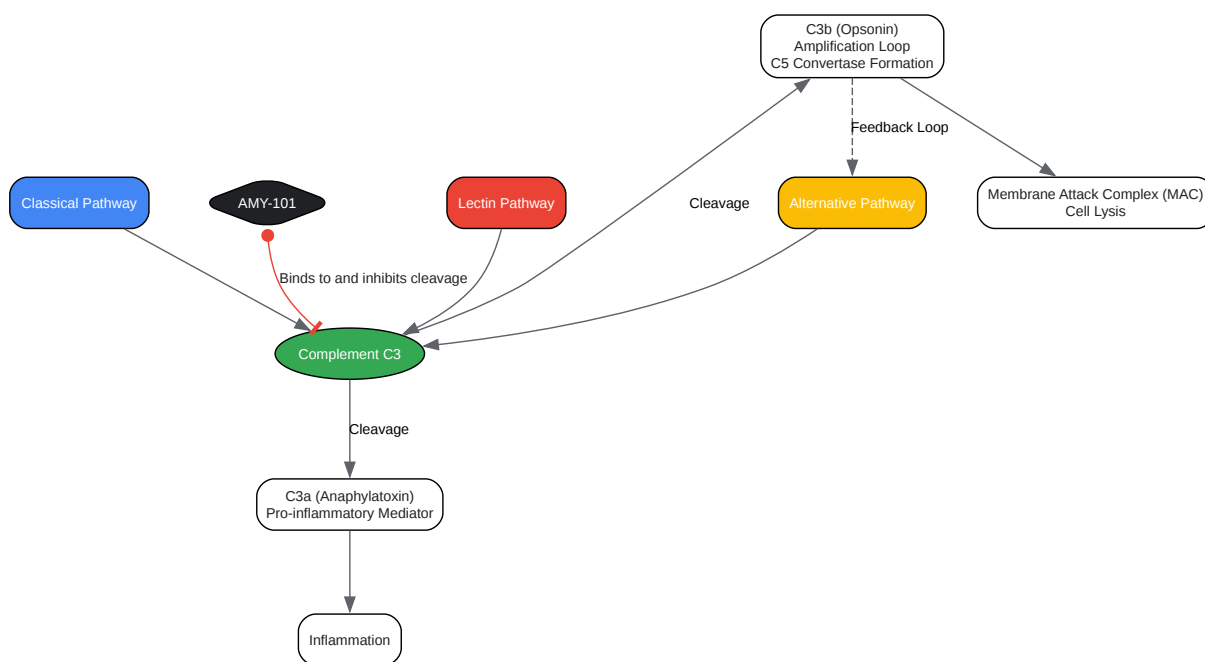 C3b (Opsonin)
Amplification Loop
C5 Convertase Formation
Feedback Loop
Classical Pathway
AMY-101
Lectin Pathway
Cleavage
Alternative Pathway
Membrane Attack Complex (MAC)
Cell Lysis
Binds to and inhibits cleavage
Complement C3
Cleavage
C3a (Anaphylatoxin)
Pro-inflammatory Mediator
Inflammation